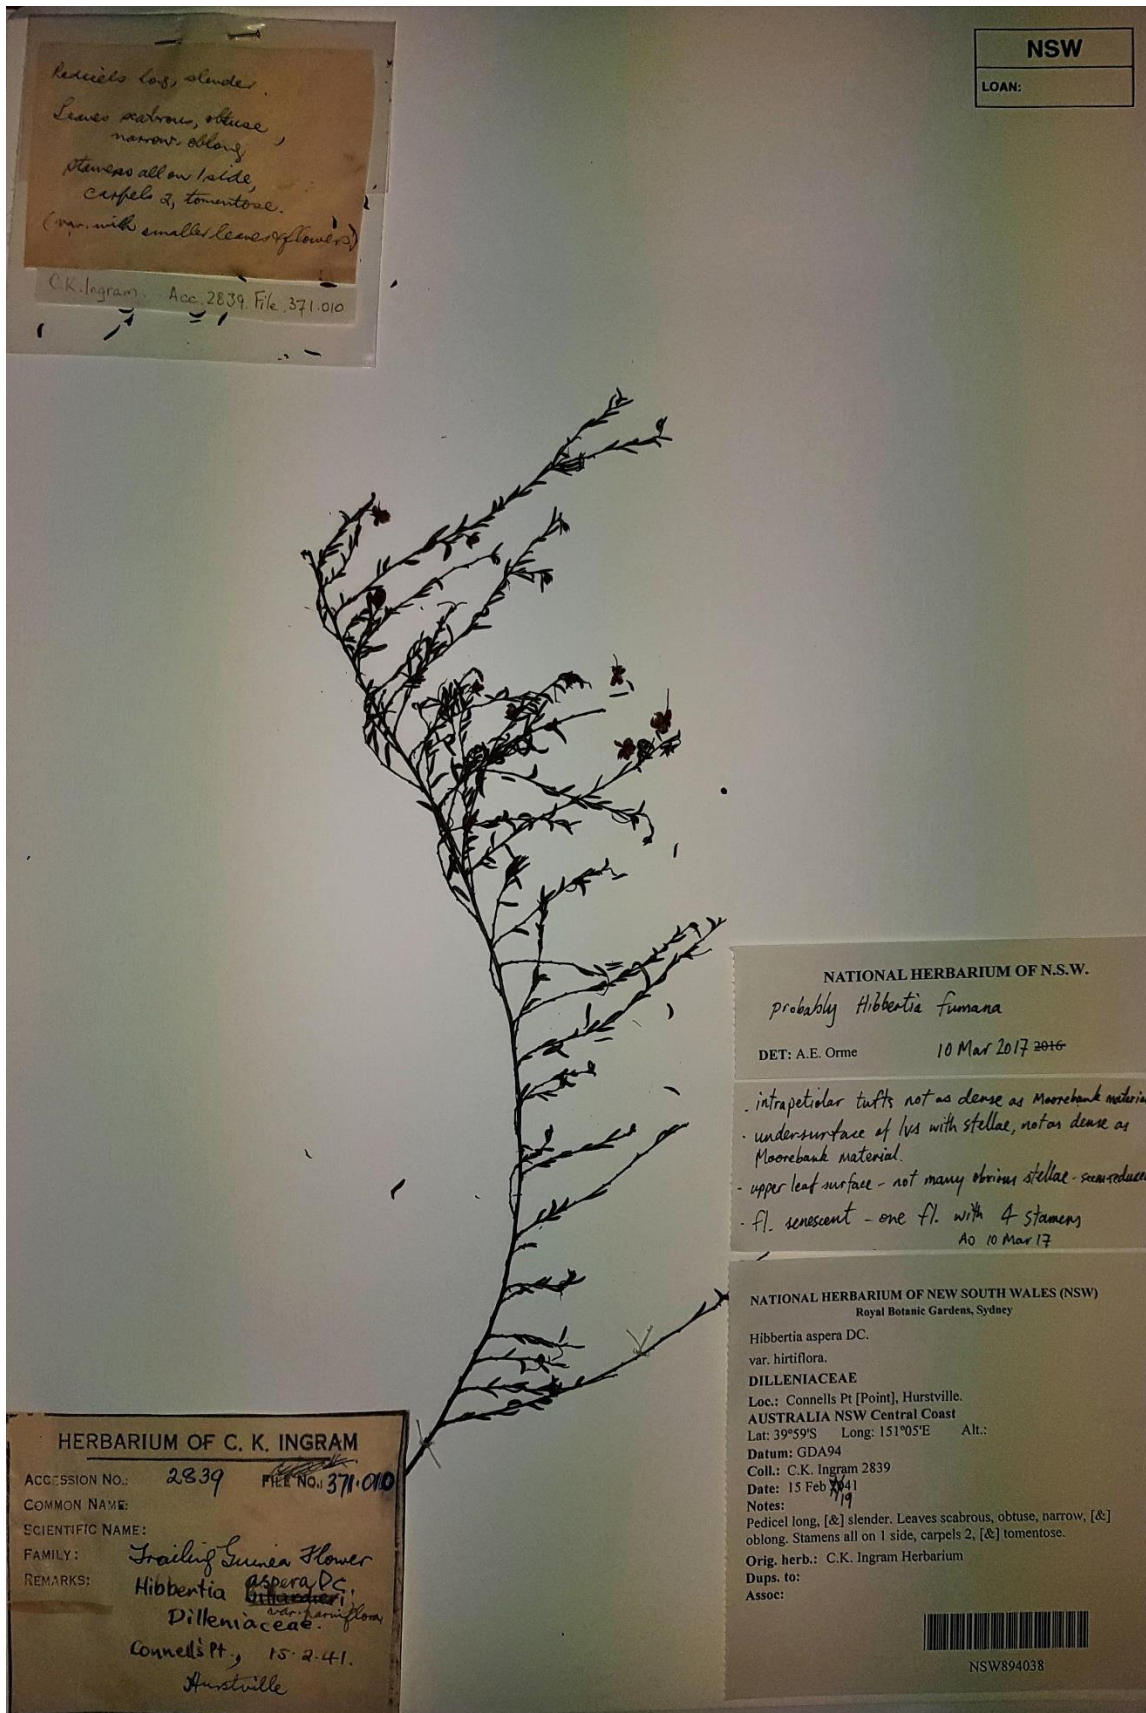 Pedicels long, slender.
Leaves scabrous, obtuse,
narrow oblong
stamens all on 1 side,
carpels 2, tomentose.
(var. with smaller leaves & flowers)
C.K.Ingram. Acc. 2839. File 371.010
NSW
LOAN:
NATIONAL HERBARIUM OF N.S.W.
probably Hibbertia fumana
DET: A.E. Orme 10 Mar 2017 2016
- intrapetiolar tufts not as dense as Moorebank materia
- undersurface of lvs with stellae, not as dense as
Moorebank material.
- upper leaf surface - not many obvious stellae - seem reduced
- fl. senescent - one fl. with 4 stamens
AO 10 Mar 17
NATIONAL HERBARIUM OF NEW SOUTH WALES (NSW)
Royal Botanic Gardens, Sydney
Hibbertia aspera DC.
var. hirtiflora.
DILLENIACEAE
Loc.: Connells Pt [Point], Hurstville.
AUSTRALIA NSW Central Coast
Lat: 39°59'S Long: 151°05'E Alt.:
Datum: GDA94
Coll.: C.K. Ingram 2839
Date: 15 Feb 41
19
Notes:
Pedicel long, [&] slender. Leaves scabrous, obtuse, narrow, [&]
oblong. Stamens all on 1 side, carpels 2, [&] tomentose.
Orig. herb.: C.K. Ingram Herbarium
Dups. to:
Assoc:
NSW894038
HERBARIUM OF C. K. INGRAM
ACCESSION NO.: 2839 FILE NO.: 371.010
COMMON NAME:
SCIENTIFIC NAME:
FAMILY: Trailing Guinea Flower
REMARKS: Hibbertia aspera DC.
billardieri,
var. parviflora
Dilleniaceae.
Connell's Pt., 15.2.41.
Hurstville